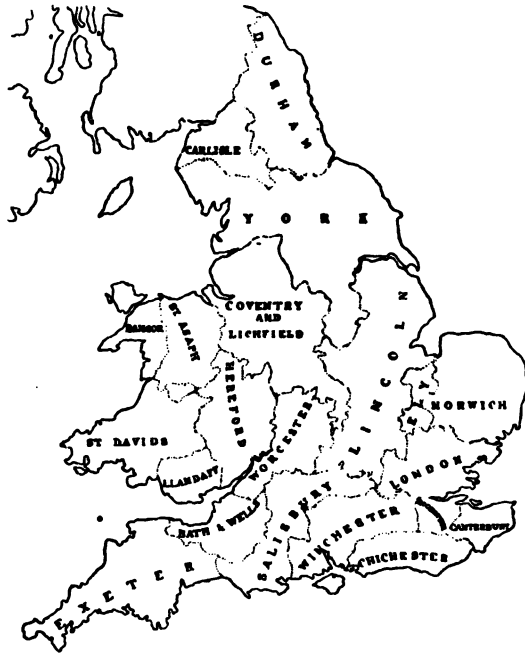 DURHAM
CARLISLE
YORK
COVENTRY
AND
LICHFIELD
LINCOLN
BANGOR
ST ASAPH
HEREFORD
WORCESTER
ELY
NORWICH
ST DAVIDS
LLANDAFF
LONDON
BATH & WELLS
SALISBURY
WINCHESTER
CANTERBURY
CHICHESTER
EXETER